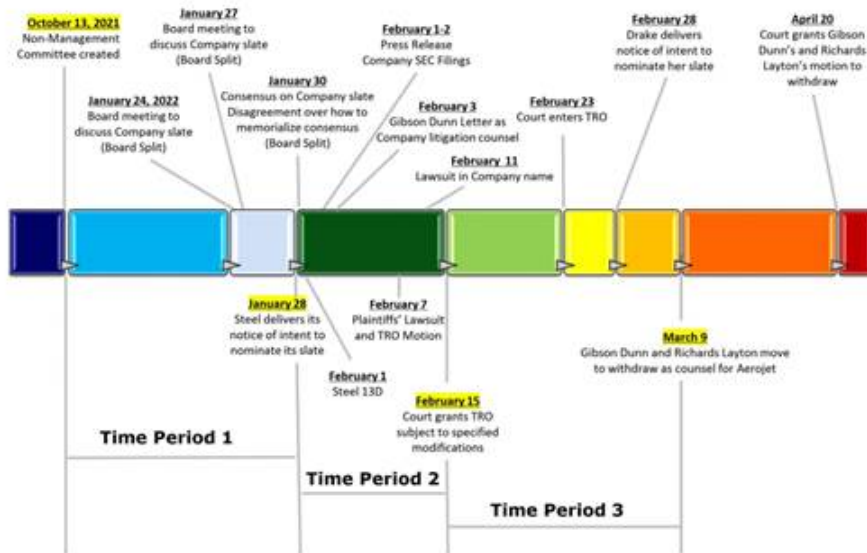 October 13, 2021
Non-Management
Committee created
January 24, 2022
Board meeting to
discuss Company slate
(Board Split)
January 27
Board meeting to
discuss Company slate
(Board Split)
January 30
Consensus on Company slate
Disagreement over how to
memorialize consensus
(Board Split)
February 1-2
Press Release
Company SEC Filings
February 3
Gibson Dunn Letter as
Company litigation counsel
February 11
Lawsuit in Company name
February 23
Court enters TRO
February 28
Drake delivers
notice of intent to
nominate her slate
April 20
Court grants Gibson
Dunn's and Richards
Layton's motion to
withdraw
January 28
Steel delivers its
notice of intent to
nominate its slate
February 1
Steel 13D
February 7
Plaintiffs' Lawsuit
and TRO Motion
February 15
Court grants TRO
subject to specified
modifications
March 9
Gibson Dunn and Richards Layton move
to withdraw as counsel for Aerojet
Time Period 1
Time Period 2
Time Period 3